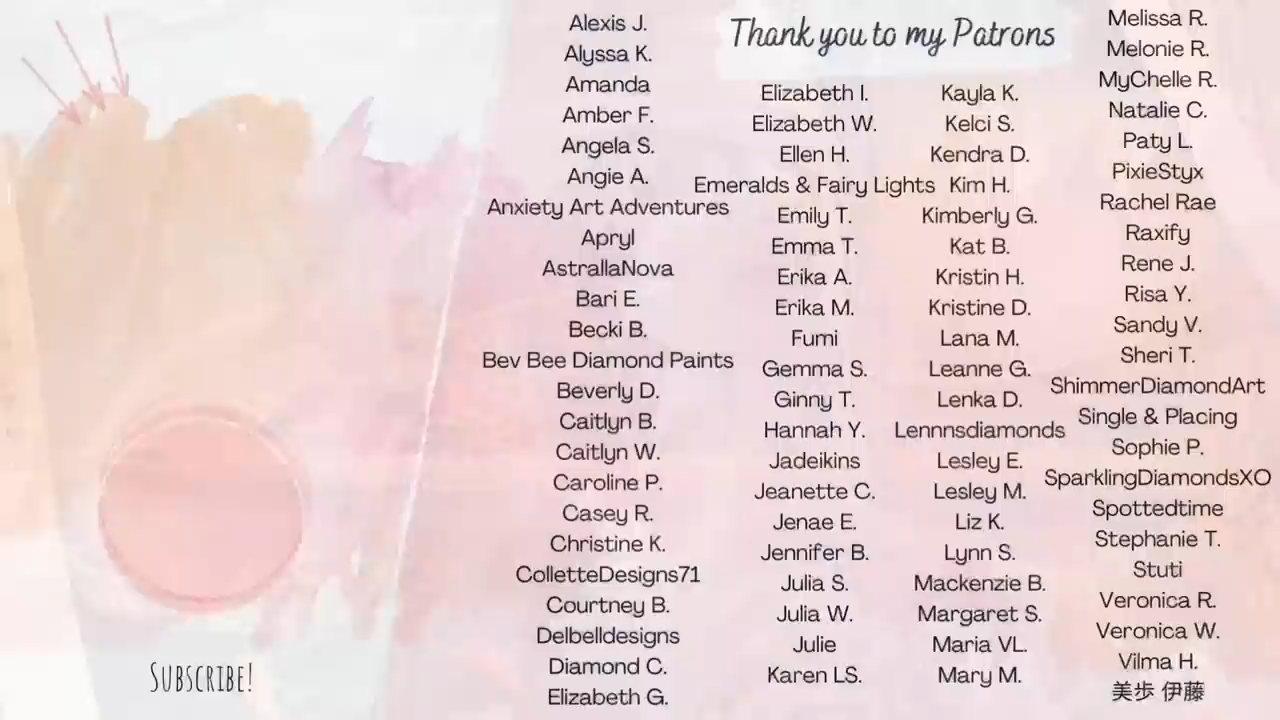 Thank you to my Patrons
Alexis J.
Alyssa K.
Amanda
Amber F.
Angela S.
Angie A.
Anxiety Art Adventures
Apryl
AstrallaNova
Bari E.
Becki B.
Bev Bee Diamond Paints
Beverly D.
Caitlyn B.
Caitlyn W.
Caroline P.
Casey R.
Christine K.
ColletteDesigns71
Courtney B.
Delbelldesigns
Diamond C.
Elizabeth G.
Elizabeth I.
Elizabeth W.
Ellen H.
Emeralds & Fairy Lights
Emily T.
Emma T.
Erika A.
Erika M.
Fumi
Gemma S.
Ginny T.
Hannah Y.
Jadeikins
Jeanette C.
Jenae E.
Jennifer B.
Julia S.
Julia W.
Julie
Karen LS.
Kayla K.
Kelci S.
Kendra D.
Kim H.
Kimberly G.
Kat B.
Kristin H.
Kristine D.
Lana M.
Leanne G.
Lenka D.
Lennnsdiamonds
Lesley E.
Lesley M.
Liz K.
Lynn S.
Mackenzie B.
Margaret S.
Maria VL.
Mary M.
Melissa R.
Melonie R.
MyChelle R.
Natalie C.
Paty L.
PixieStyx
Rachel Rae
Raxify
Rene J.
Risa Y.
Sandy V.
Sheri T.
ShimmerDiamondArt
Single & Placing
Sophie P.
SparklingDiamondsXO
Spottedtime
Stephanie T.
Stuti
Veronica R.
Veronica W.
Vilma H.
美歩 伊藤
Subscribe!